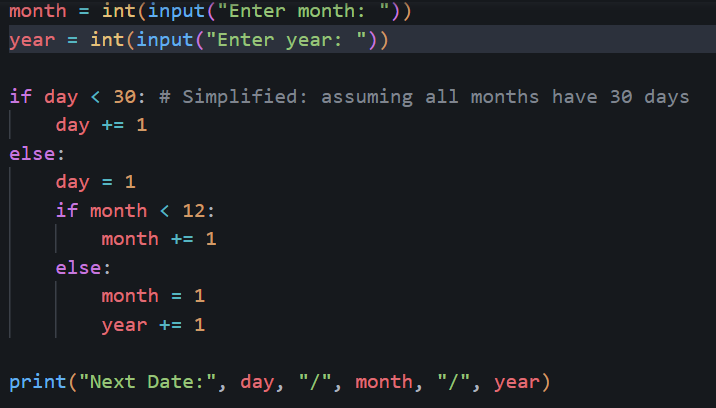 month = int(input("Enter month: "))
year = int(input("Enter year: "))

if day < 30: # Simplified: assuming all months have 30 days
    day += 1
else:
    day = 1
    if month < 12:
        month += 1
    else:
        month = 1
        year += 1

print("Next Date:", day, "/", month, "/", year)